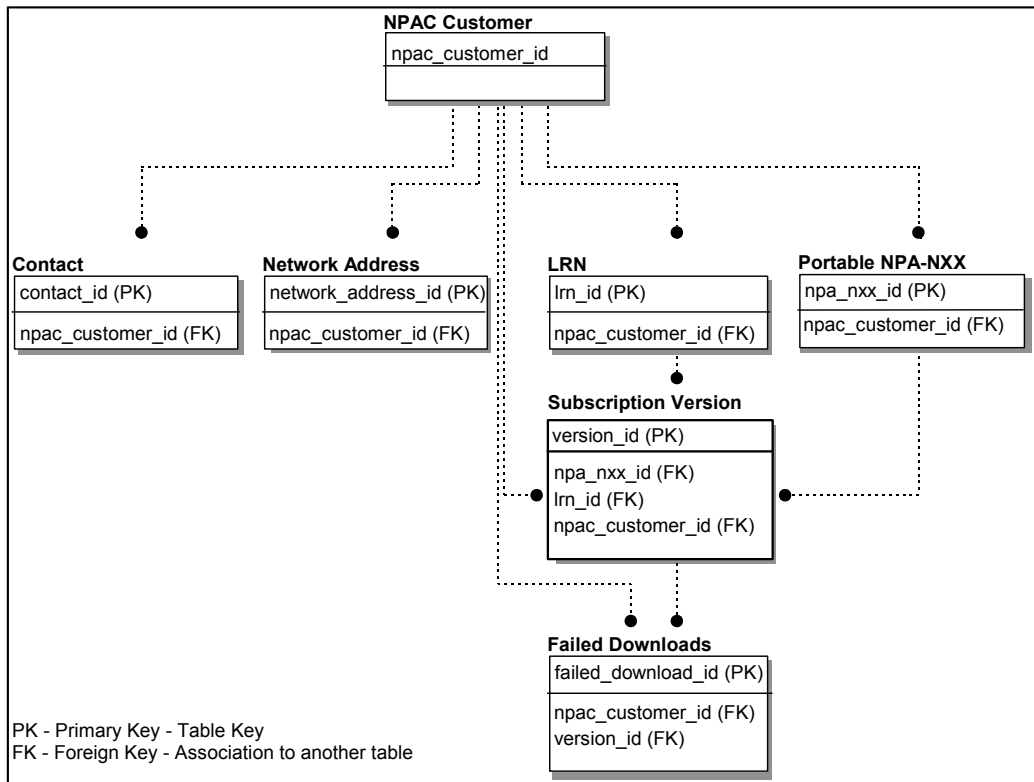 NPAC Customer
npac_customer_id
Contact
contact_id (PK)
npac_customer_id (FK)
Network Address
network_address_id (PK)
npac_customer_id (FK)
LRN
lrn_id (PK)
npac_customer_id (FK)
Portable NPA-NXX
npa_nxx_id (PK)
npac_customer_id (FK)
Subscription Version
version_id (PK)
npa_nxx_id (FK)
lrn_id (FK)
npac_customer_id (FK)
Failed Downloads
failed_download_id (PK)
npac_customer_id (FK)
version_id (FK)
PK - Primary Key - Table Key
FK - Foreign Key - Association to another table